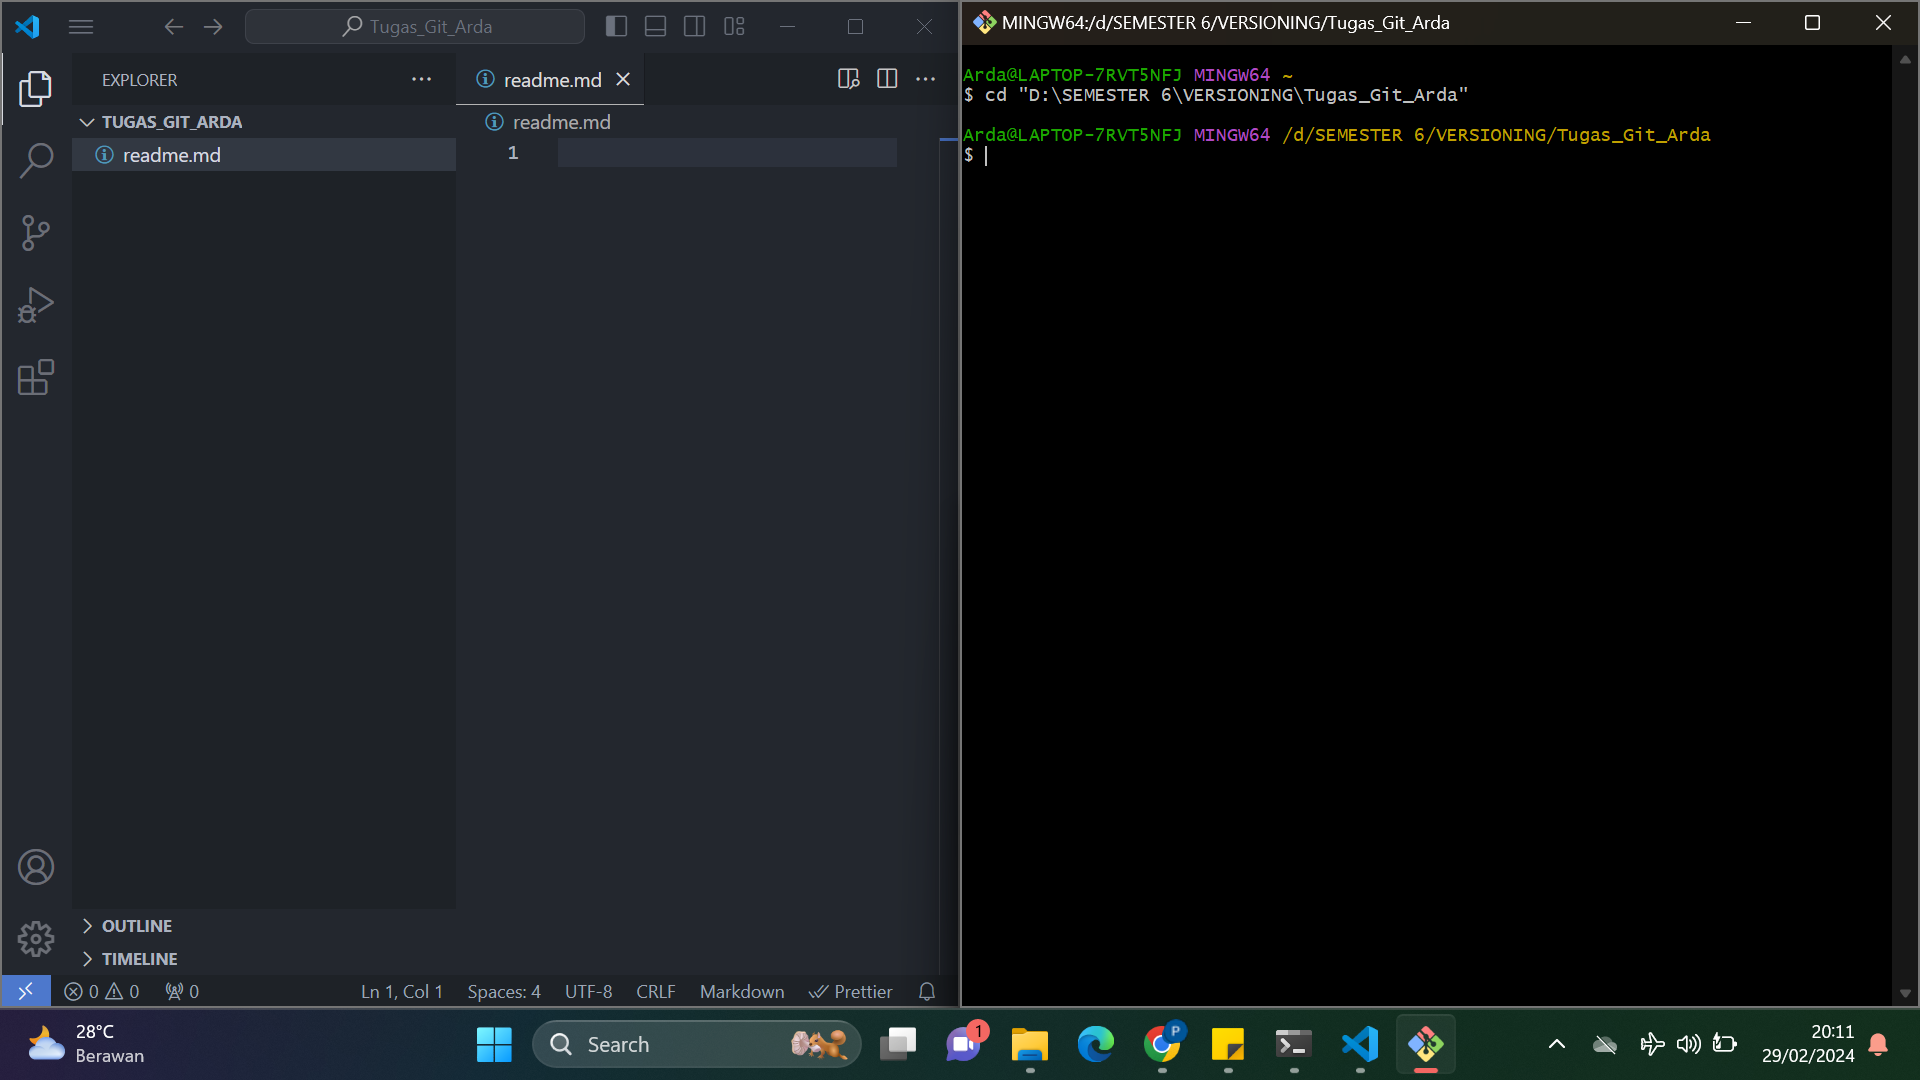 Tugas_Git_Arda
EXPLORER
TUGAS_GIT_ARDA
readme.md
OUTLINE
TIMELINE
readme.md
readme.md
1
0 0 0
Ln 1, Col 1 Spaces: 4 UTF-8 CRLF Markdown Prettier
MINGW64:/d/SEMESTER 6/VERSIONING/Tugas_Git_Arda
Arda@LAPTOP-7RVT5NFJ MINGW64 ~
$ cd "D:\SEMESTER 6\VERSIONING\Tugas_Git_Arda"
Arda@LAPTOP-7RVT5NFJ MINGW64 /d/SEMESTER 6/VERSIONING/Tugas_Git_Arda
$
28°C
Berawan
Search
1
P
20:11
29/02/2024